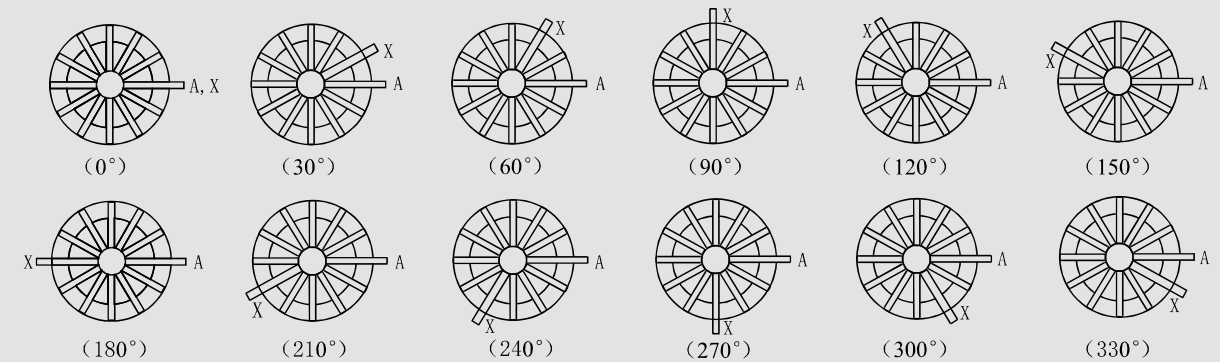 A,X
X
A
X
A
X
A
X
A
X
A
(0°) (30°) (60°) (90°) (120°) (150°)
X A
A
X
A
X
A
X
A
X
A
X
(180°) (210°) (240°) (270°) (300°) (330°)